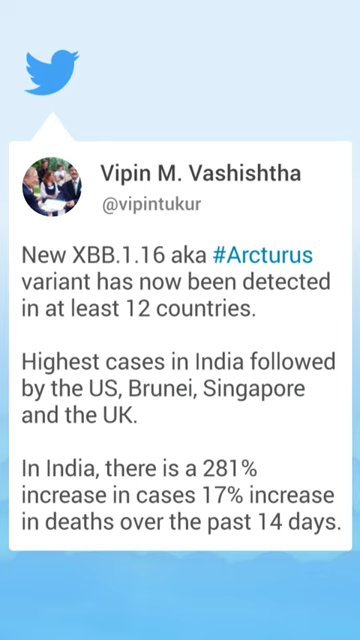 Vipin M. Vashishtha
@vipintukur
New XBB.1.16 aka #Arcturus
variant has now been detected
in at least 12 countries.
Highest cases in India followed
by the US, Brunei, Singapore
and the UK.
In India, there is a 281%
increase in cases 17% increase
in deaths over the past 14 days.